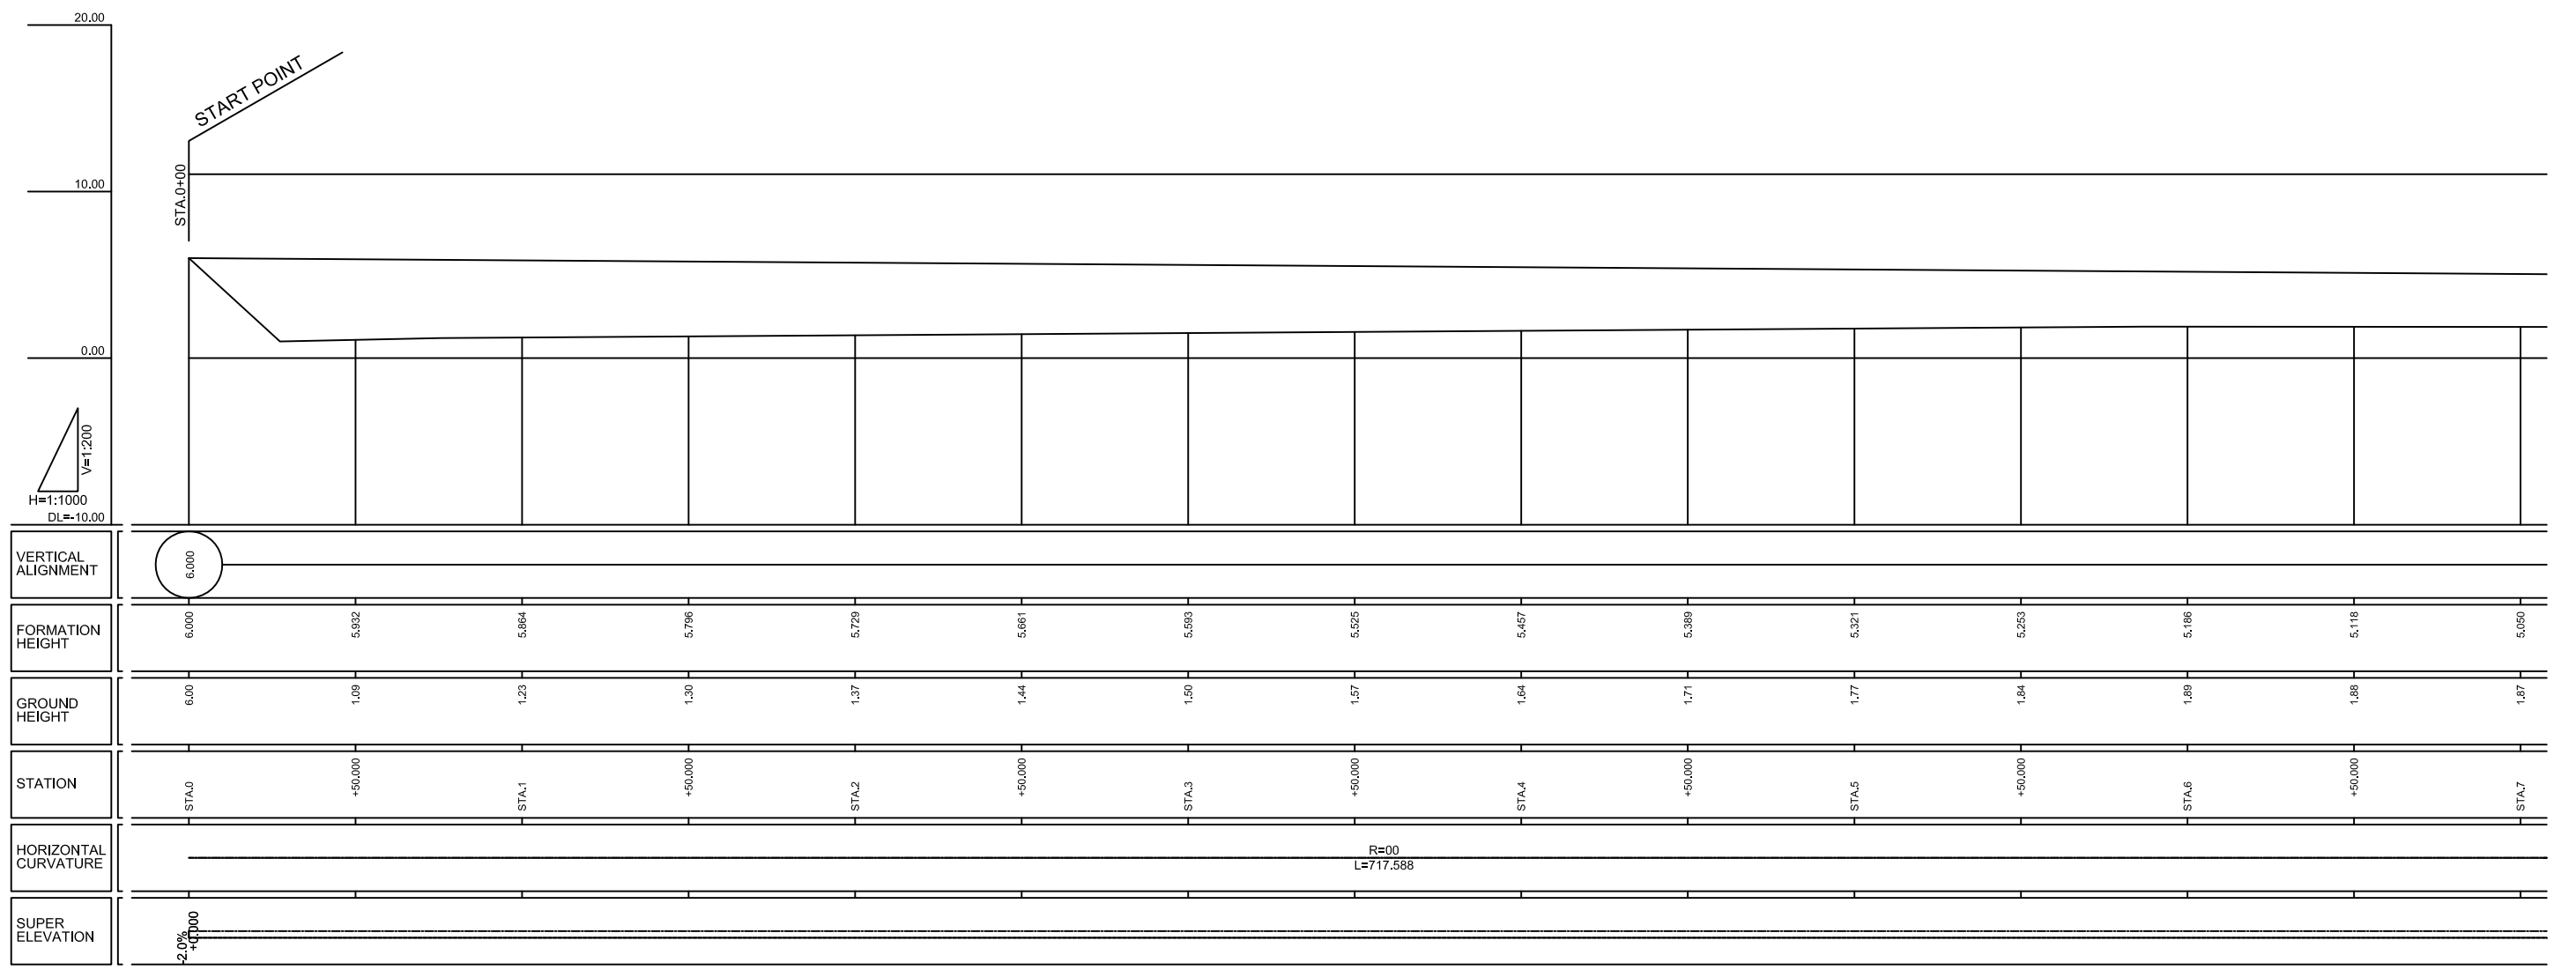 20.00
START POINT
STA.0+00
10.00
0.00
V=1:200
H=1:1000
DL=-10.00
VERTICAL
ALIGNMENT
6.000
FORMATION
HEIGHT
6.000 5.932 5.864 5.796 5.729 5.661 5.593 5.525 5.457 5.389 5.321 5.253 5.186 5.118 5.050
GROUND
HEIGHT
6.00 1.09 1.23 1.30 1.37 1.44 1.50 1.57 1.64 1.71 1.77 1.84 1.89 1.88 1.87
STATION
STA.0 +50.000 STA.1 +50.000 STA.2 +50.000 STA.3 +50.000 STA.4 +50.000 STA.5 +50.000 STA.6 +50.000 STA.7
HORIZONTAL
CURVATURE
R=00
L=717.588
SUPER
ELEVATION
-2.0%
+0.000